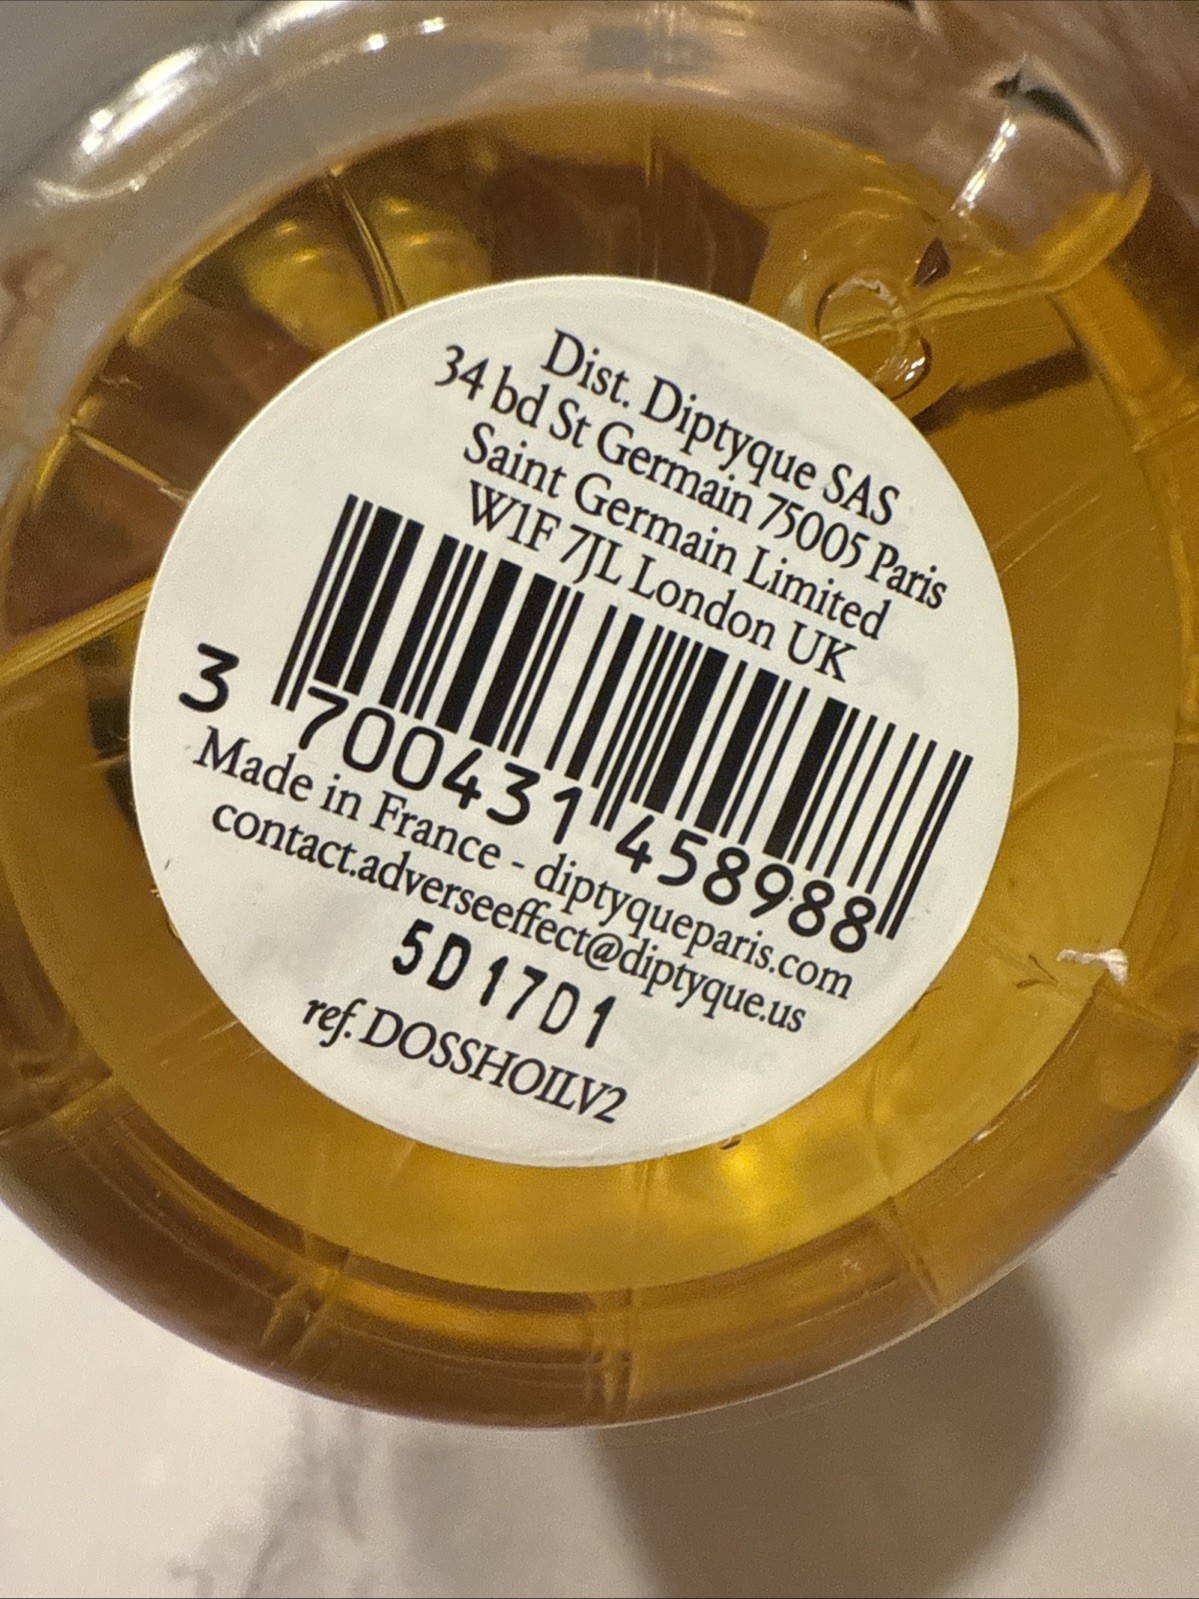 Dist. Diptyque SAS
34 bd St Germain 75005 Paris
Saint Germain Limited
W1F 7JL London UK
3 700431 458988
Made in France - diptyqueparis.com
contact.adverseeffect@diptyque.us
5D17D1
ref. DOSSHOILV2